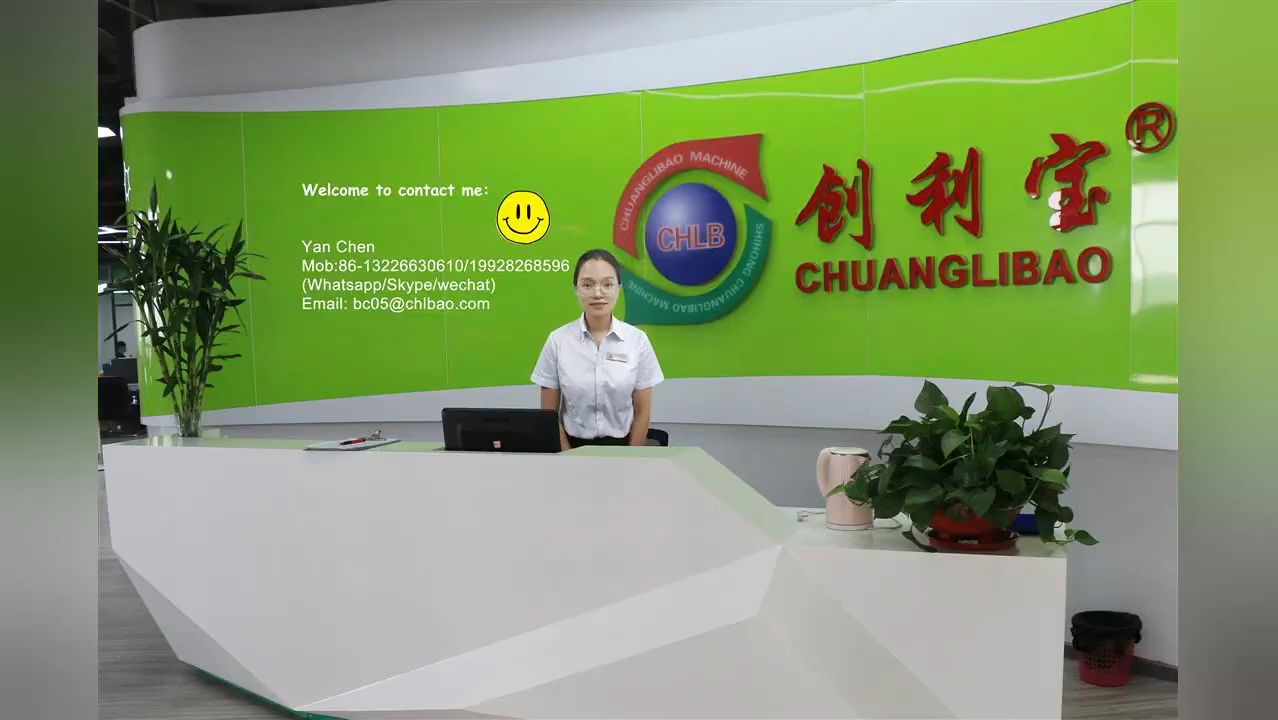 Welcome to contact me:
Yan Chen
Mob:86-13226630610/19928268596
(Whatsapp/Skype/wechat)
Email: bc05@chlbao.com
CHUANGLIBAO MACHINE
CHLB
SHIHONG CHUANGLIBAO MACHINE
创利宝
®
CHUANGLIBAO